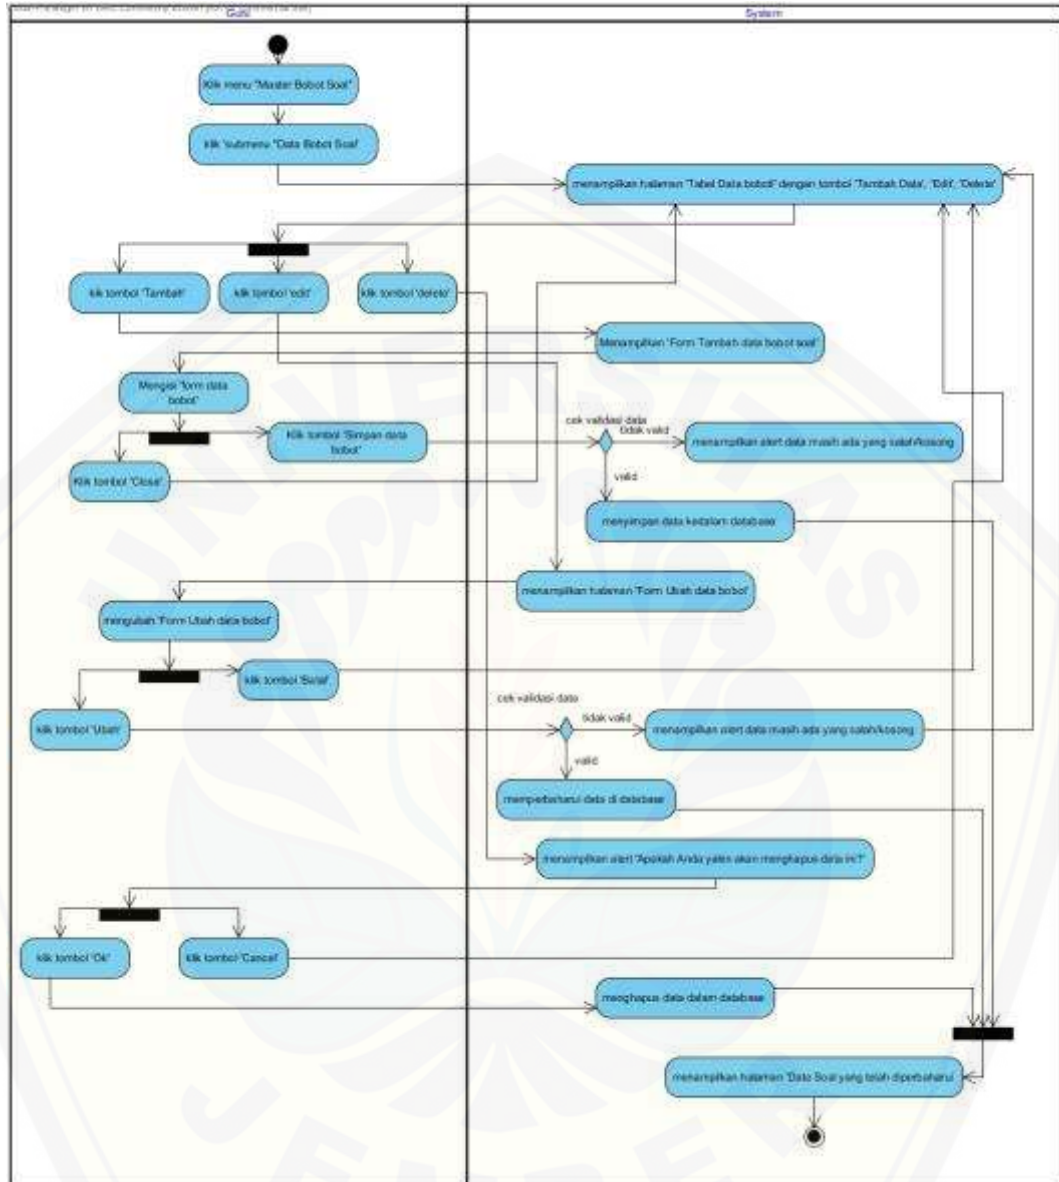 Guru
System
Klik menu "Master Bobot Soal"
klik 'submenu "Data Bobot Soal'
menampilkan halaman 'Tabel Data bobot' dengan tombol 'Tambah Data', 'Edit', 'Delete'
klik tombol 'Tambah'
klik tombol 'edit'
klik tombol 'delete'
Menampilkan 'Form Tambah data bobot soal'
Mengisi 'form data
bobot'
Klik tombol 'Simpan data
bobot'
cek validasi data
tidak valid
menampilkan alert data masih ada yang salah/kosong
Klik tombol 'Close'
valid
menyimpan data kedalam database
menampilkan halaman 'Form Ubah data bobot'
mengubah 'Form Ubah data bobot'
klik tombol 'Batal'
cek validasi data
klik tombol 'Ubah'
tidak valid
menampilkan alert data masih ada yang salah/kosong
valid
memperbaharui data di database
menampilkan alert 'Apakah Anda yakin akan menghapus data ini?'
klik tombol 'Ok'
klik tombol 'Cancel'
menghapus data dalam database
menampilkan halaman 'Data Soal yang telah diperbaharui
UNIVERSITAS
JEMBER